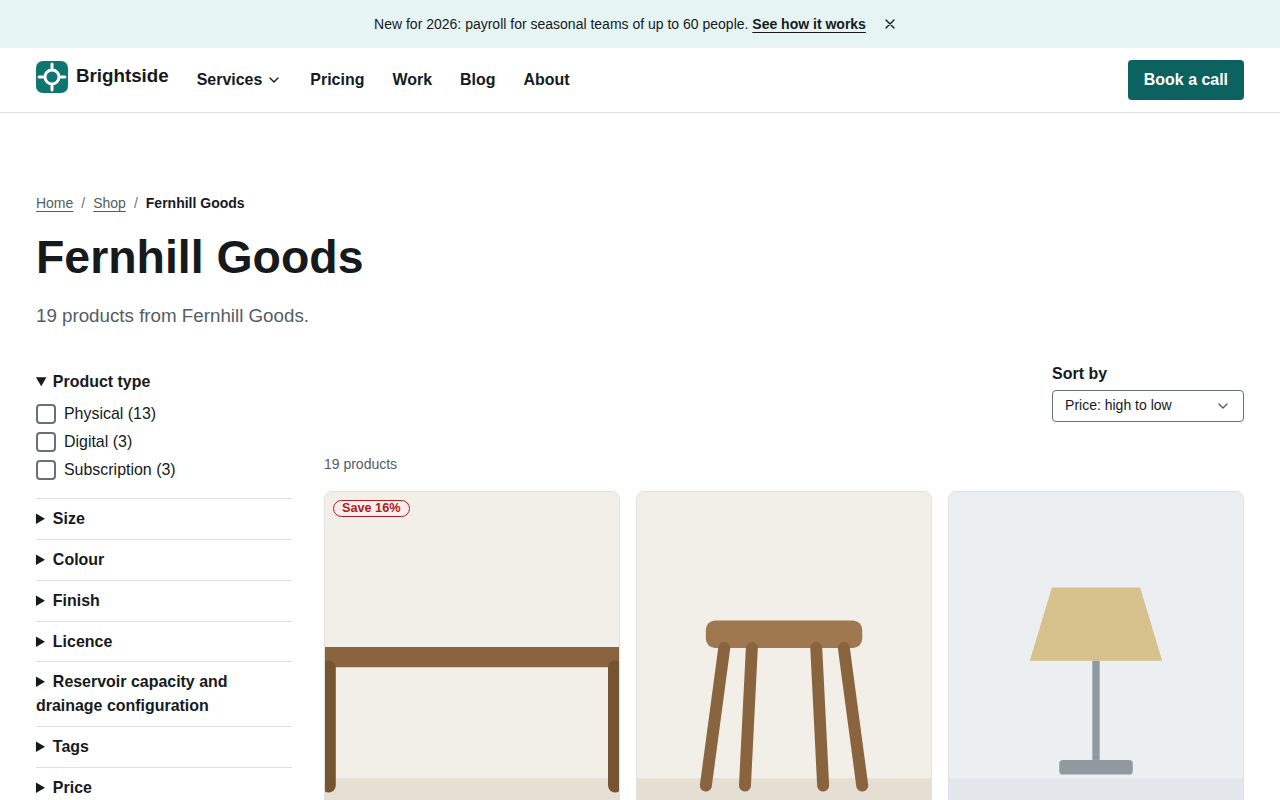 New for 2026: payroll for seasonal teams of up to 60 people. See how it works
Brightside
Services
Pricing
Work
Blog
About
Book a call
Home / Shop / Fernhill Goods
Fernhill Goods
19 products from Fernhill Goods.
Product type
Physical (13)
Digital (3)
Subscription (3)
Size
Colour
Finish
Licence
Reservoir capacity and
drainage configuration
Tags
Price
Sort by
Price: high to low
19 products
Save 16%